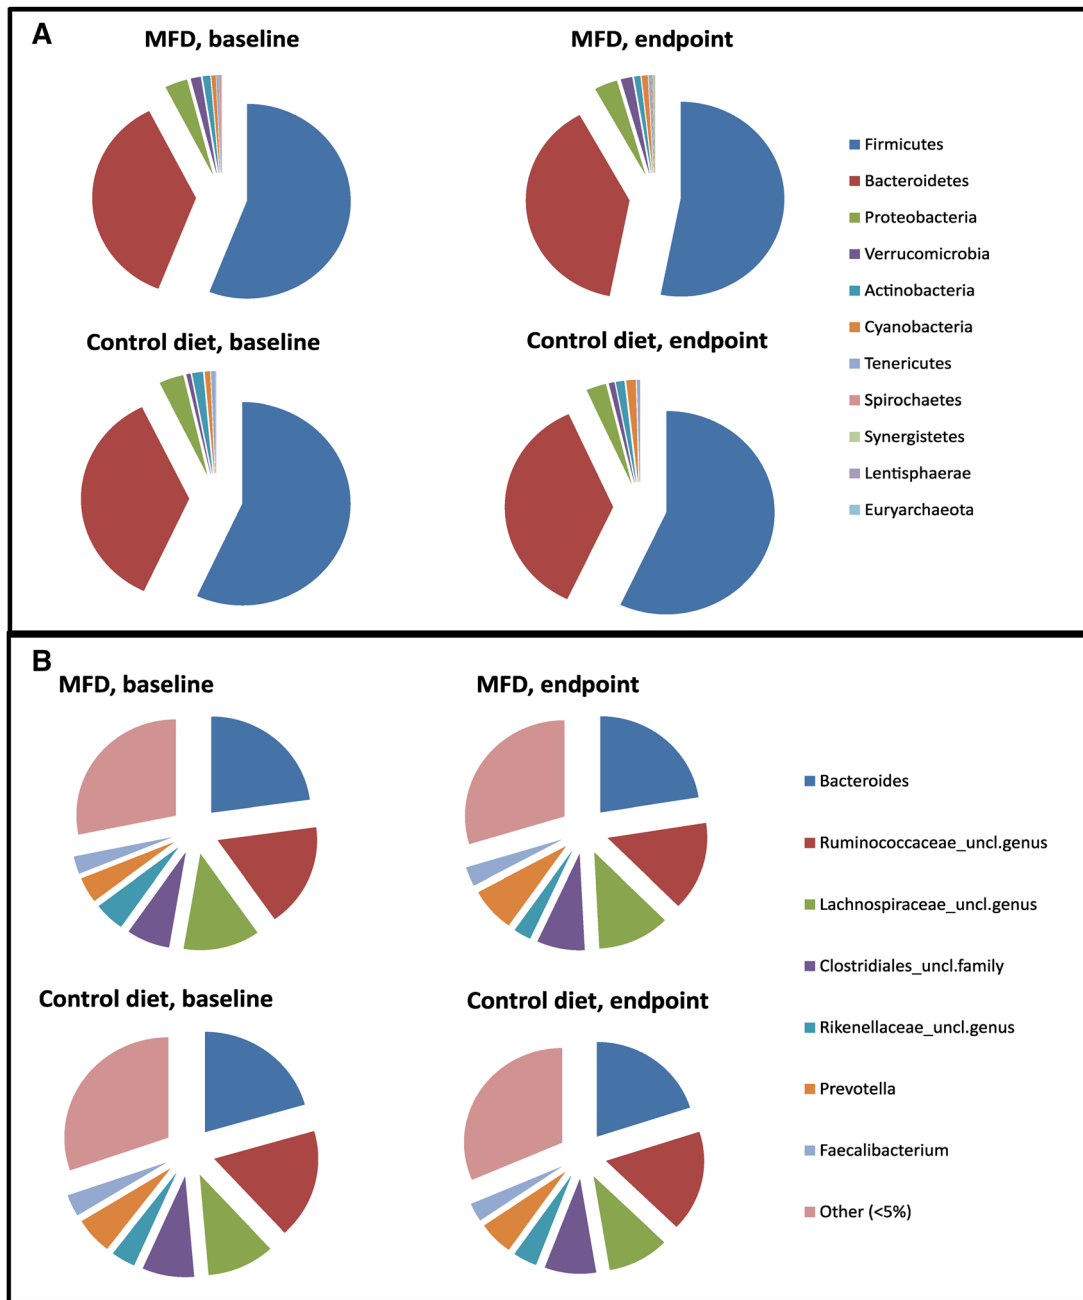 A
MFD, baseline
MFD, endpoint
Control diet, baseline
Control diet, endpoint
Firmicutes
Bacteroidetes
Proteobacteria
Verrucomicrobia
Actinobacteria
Cyanobacteria
Tenericutes
Spirochaetes
Synergistetes
Lentisphaerae
Euryarchaeota
B
MFD, baseline
MFD, endpoint
Control diet, baseline
Control diet, endpoint
Bacteroides
Ruminococcaceae_uncl.genus
Lachnospiraceae_uncl.genus
Clostridiales_uncl.family
Rikenellaceae_uncl.genus
Prevotella
Faecalibacterium
Other (<5%)